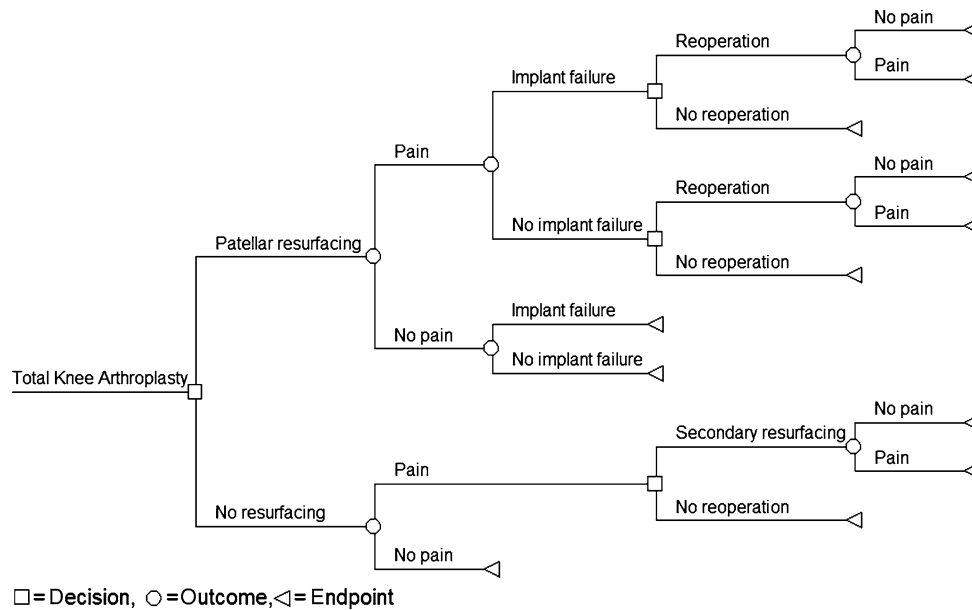 No pain
Reoperation
Pain
Implant failure
No reoperation
Pain
No pain
Reoperation
Pain
No implant failure
No reoperation
Patellar resurfacing
Implant failure
No pain
No implant failure
Total Knee Arthroplasty
No pain
Secondary resurfacing
Pain
Pain
No reoperation
No resurfacing
No pain
=Decision, =Outcome, = Endpoint